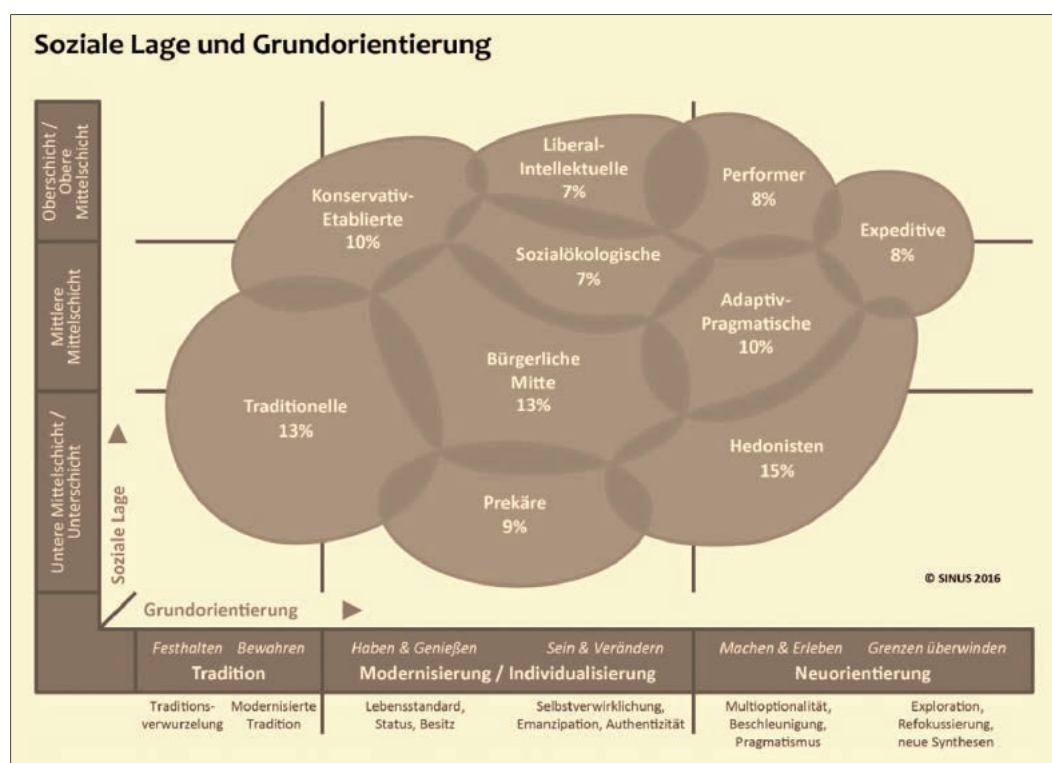 Soziale Lage und Grundorientierung
Oberschicht /
Obere
Mittelschicht
Mittlere
Mittelschicht
Untere Mittelschicht /
Unterschicht
Soziale Lage
Konservativ-
Etablierte
10%
Liberal-
Intellektuelle
7%
Performer
8%
Expeditive
8%
Sozialökologische
7%
Adaptiv-
Pragmatische
10%
Bürgerliche
Mitte
13%
Traditionelle
13%
Hedonisten
15%
Prekäre
9%
© SINUS 2016
Grundorientierung
Festhalten Bewahren
Tradition
Haben & Genießen Sein & Verändern
Modernisierung / Individualisierung
Machen & Erleben Grenzen überwinden
Neuorientierung
Traditions-
verwurzelung
Modernisierte
Tradition
Lebensstandard,
Status, Besitz
Selbstverwirklichung,
Emanzipation, Authentizität
Multioptionalität,
Beschleunigung,
Pragmatismus
Exploration,
Refokussierung,
neue Synthesen